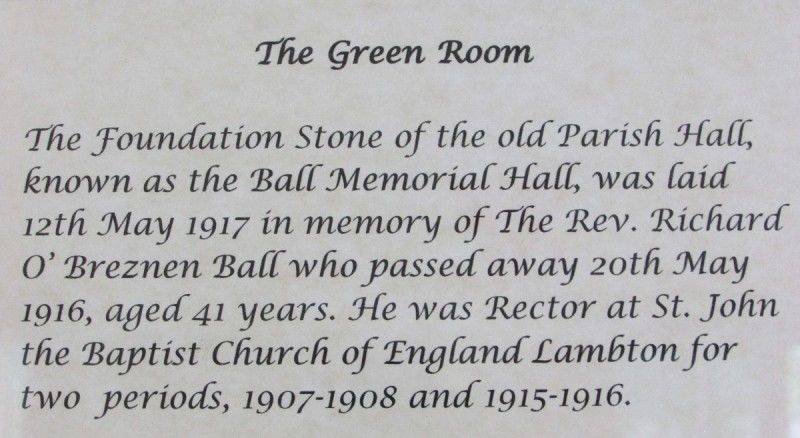 The Green Room
The Foundation Stone of the old Parish Hall,
known as the Ball Memorial Hall, was laid
12th May 1917 in memory of The Rev. Richard
O' Breznen Ball who passed away 20th May
1916, aged 41 years. He was Rector at St. John
the Baptist Church of England Lambton for
two periods, 1907-1908 and 1915-1916.